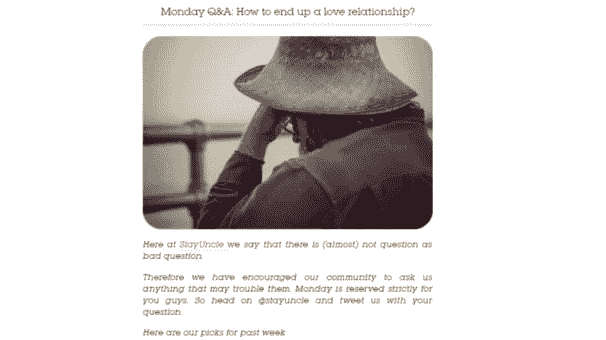 Monday Q&A: How to end up a love relationship?
Here at StayUncle we say that there is (almost) not question as
bad question.
Therefore we have encouraged our community to ask us
anything that may trouble them. Monday is reserved strictly for
you guys. So head on @stayuncle and tweet us with your
question.
Here are our picks for past week